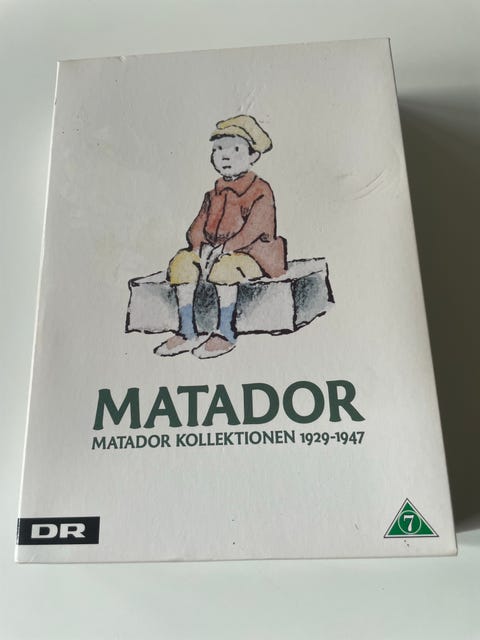 MATADOR
MATADOR KOLLEKTIONEN 1929-1947
DR
7